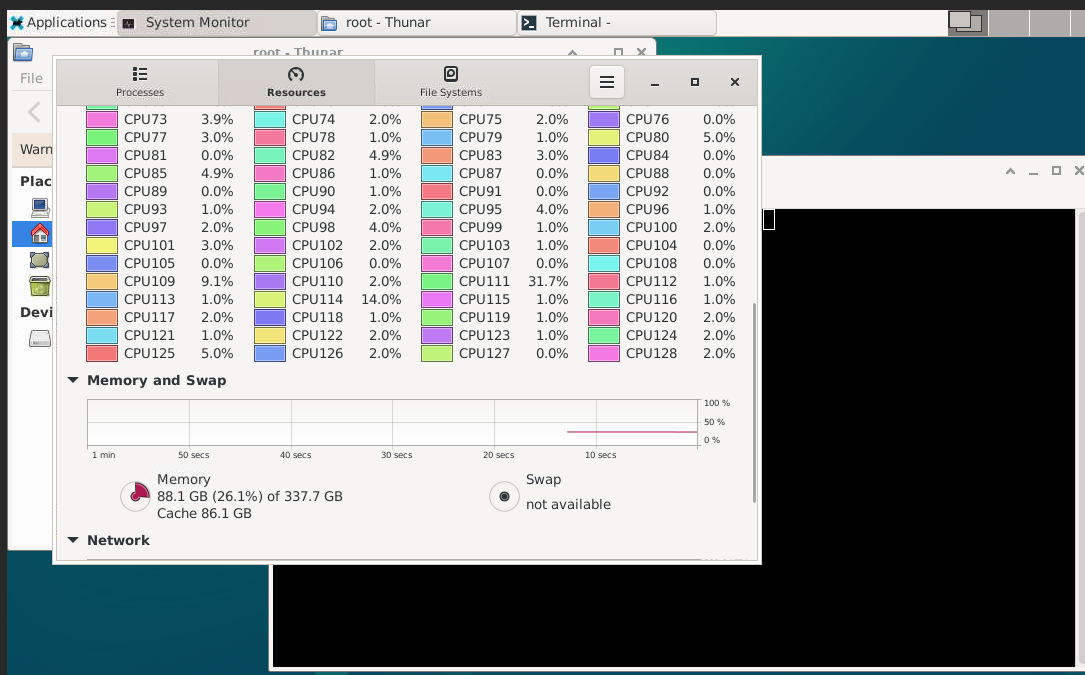 Applications
System Monitor
root - Thunar
Terminal -
root - Thunar
File
Processes
Resources
File Systems
CPU73 3.9% CPU74 2.0% CPU75 2.0% CPU76 0.0%
CPU77 3.0% CPU78 1.0% CPU79 1.0% CPU80 5.0%
Warn
CPU81 0.0% CPU82 4.9% CPU83 3.0% CPU84 0.0%
CPU85 4.9% CPU86 1.0% CPU87 0.0% CPU88 0.0%
Plac
CPU89 0.0% CPU90 1.0% CPU91 0.0% CPU92 0.0%
CPU93 1.0% CPU94 2.0% CPU95 4.0% CPU96 1.0%
CPU97 2.0% CPU98 4.0% CPU99 1.0% CPU100 2.0%
CPU101 3.0% CPU102 2.0% CPU103 1.0% CPU104 0.0%
CPU105 0.0% CPU106 0.0% CPU107 0.0% CPU108 0.0%
CPU109 9.1% CPU110 2.0% CPU111 31.7% CPU112 1.0%
CPU113 1.0% CPU114 14.0% CPU115 1.0% CPU116 1.0%
Devi
CPU117 2.0% CPU118 1.0% CPU119 1.0% CPU120 2.0%
CPU121 1.0% CPU122 2.0% CPU123 1.0% CPU124 2.0%
CPU125 5.0% CPU126 2.0% CPU127 0.0% CPU128 2.0%
Memory and Swap
100 %
50 %
0 %
1 min 50 secs 40 secs 30 secs 20 secs 10 secs
Memory
88.1 GB (26.1%) of 337.7 GB
Cache 86.1 GB
Swap
not available
Network